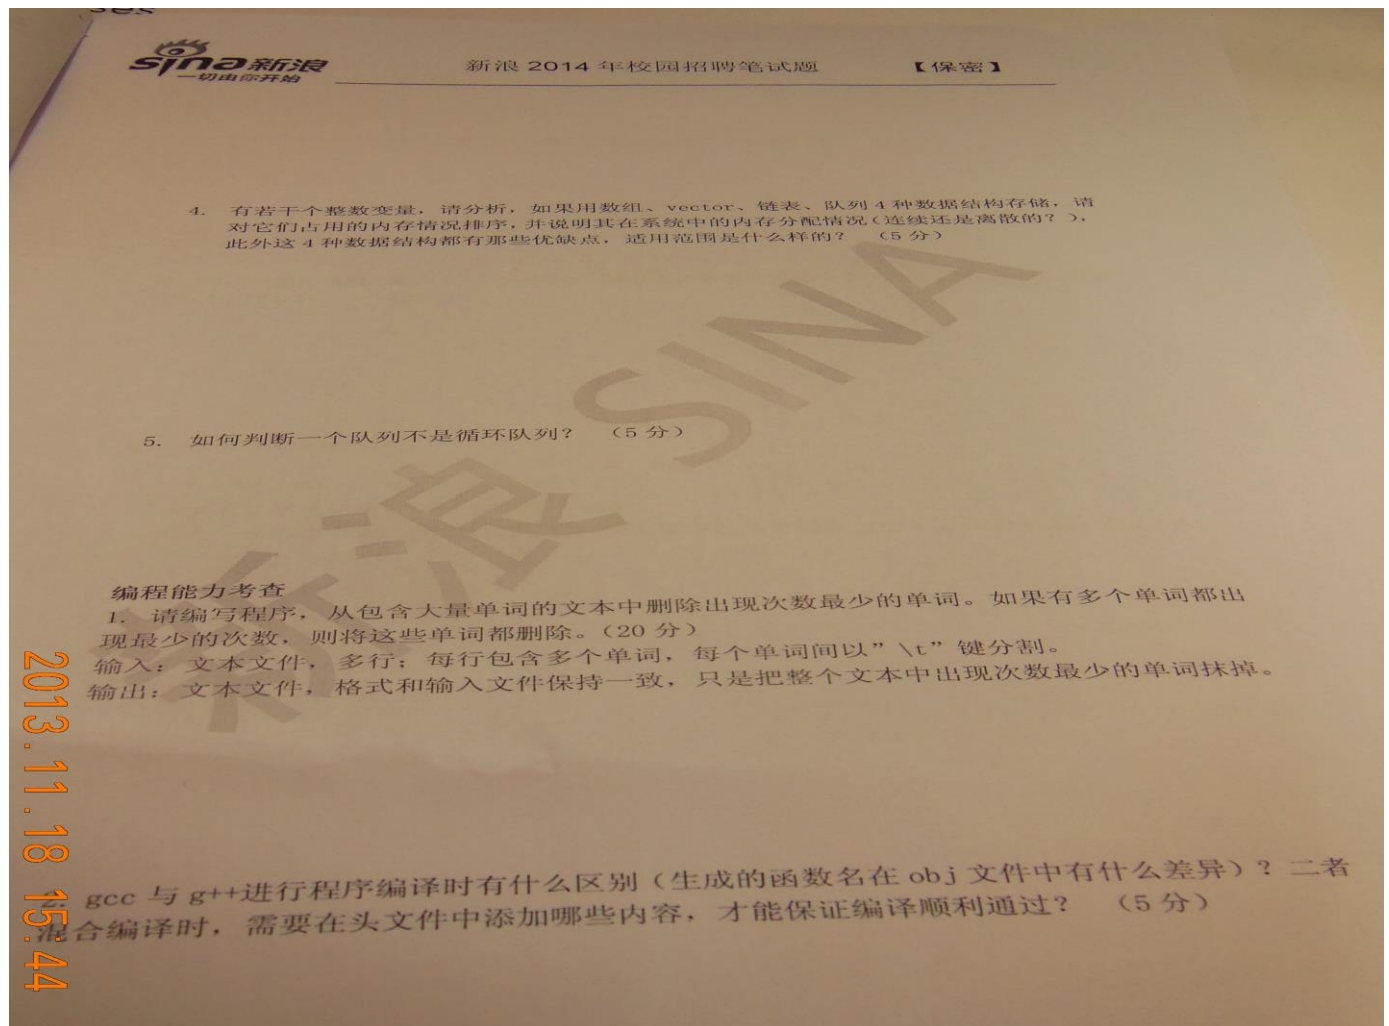 sina新浪
一切由你开始
新浪 2014 年校园招聘笔试题 【保密】
4. 有若干个整数变量，请分析，如果用数组、vector、链表、队列 4 种数据结构存储，请
对它们占用的内存情况排序，并说明其在系统中的内存分配情况（连续还是离散的？），
此外这 4 种数据结构都有那些优缺点，适用范围是什么样的？ （5 分）
5. 如何判断一个队列不是循环队列？ （5 分）
新浪 SINA
编程能力考查
1. 请编写程序，从包含大量单词的文本中删除出现次数最少的单词。如果有多个单词都出
现最少的次数，则将这些单词都删除。（20 分）
输入：文本文件，多行；每行包含多个单词，每个单词间以”\t”键分割。
输出：文本文件，格式和输入文件保持一致，只是把整个文本中出现次数最少的单词抹掉。
2. gcc 与 g++进行程序编译时有什么区别（生成的函数名在 obj 文件中有什么差异）？二者
混合编译时，需要在头文件中添加哪些内容，才能保证编译顺利通过？ （5 分）
2013.11.18 15:44